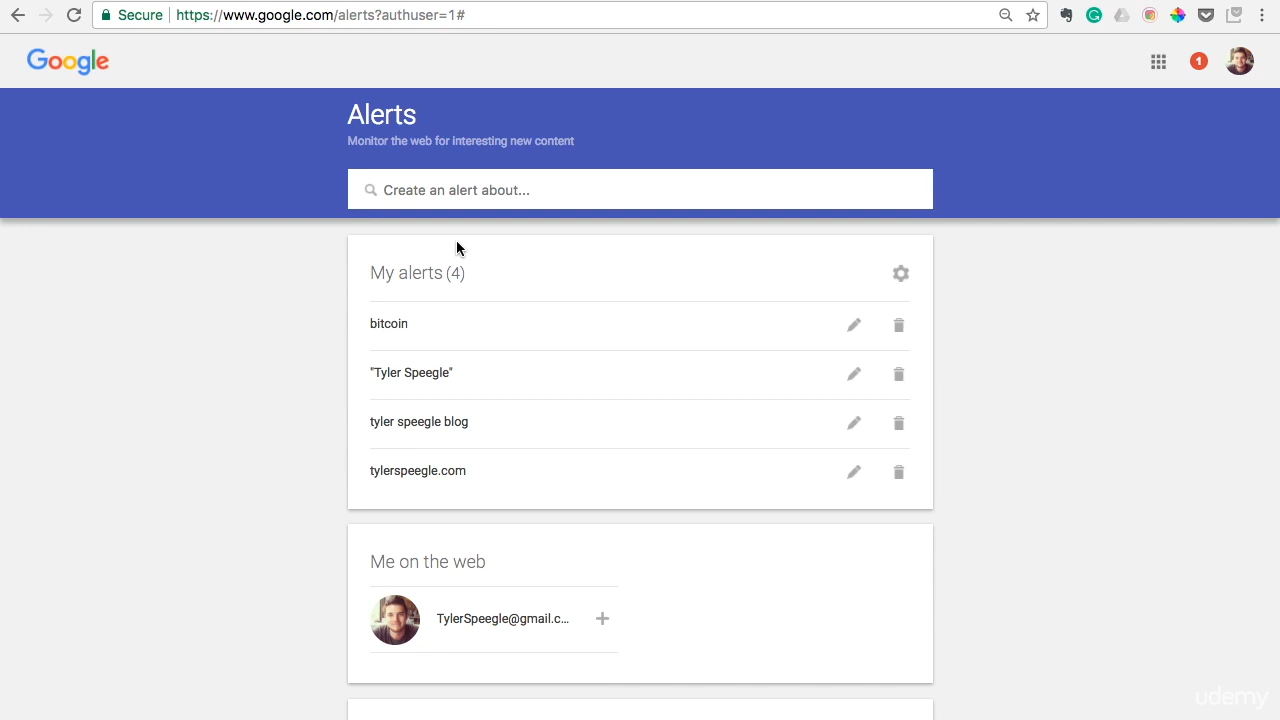 Secure
https://www.google.com/alerts?authuser=1#
Google
1
Alerts
Monitor the web for interesting new content
Create an alert about...
My alerts (4)
bitcoin
"Tyler Speegle"
tyler speegle blog
tylerspeegle.com
Me on the web
TylerSpeegle@gmail.c...
udemy